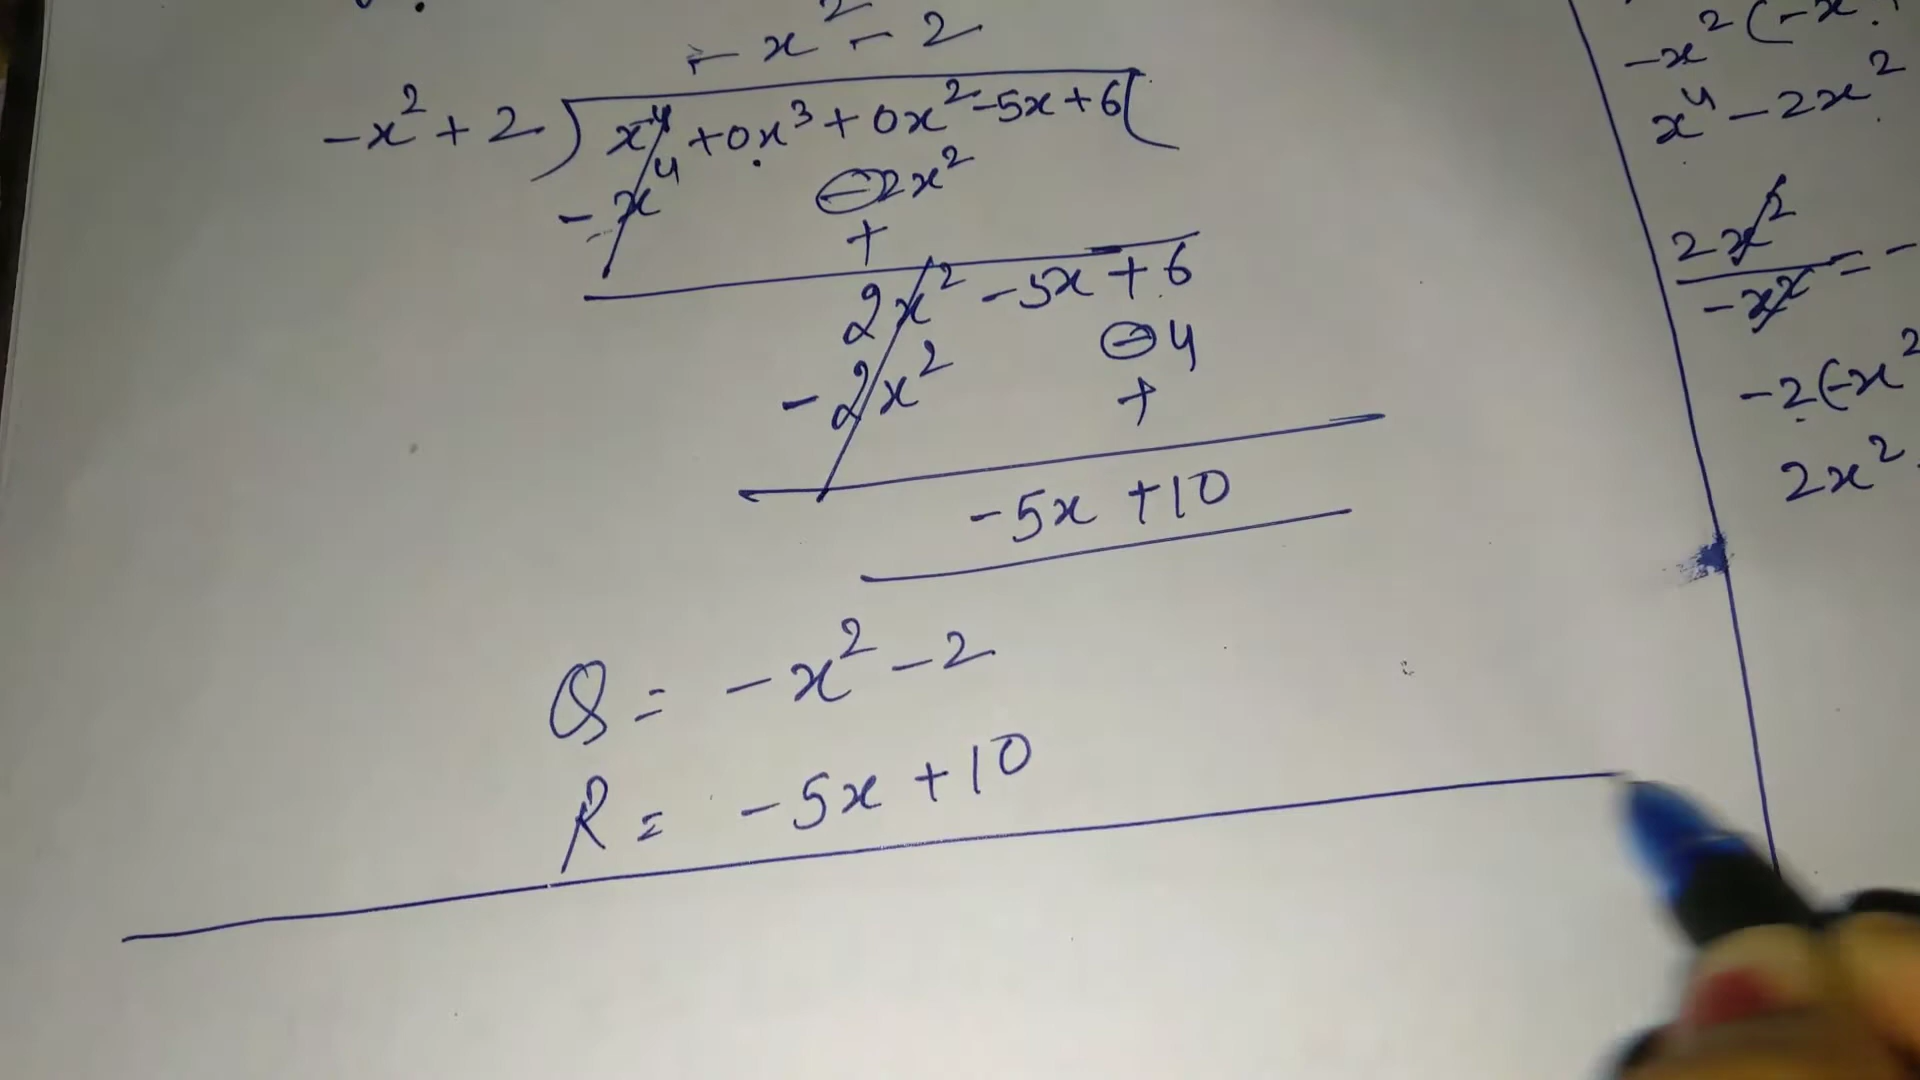 -x² - 2
-x² + 2 ) x⁴ + 0x³ + 0x² - 5x + 6 (
- x⁴ - 2x²
+
2x² - 5x + 6
- 2x² - 4
+
-5x + 10
Q = -x² - 2
R = -5x + 10
-x² (-x
x⁴ - 2x²
2x²
-x² = -
-2(-x²
2x²